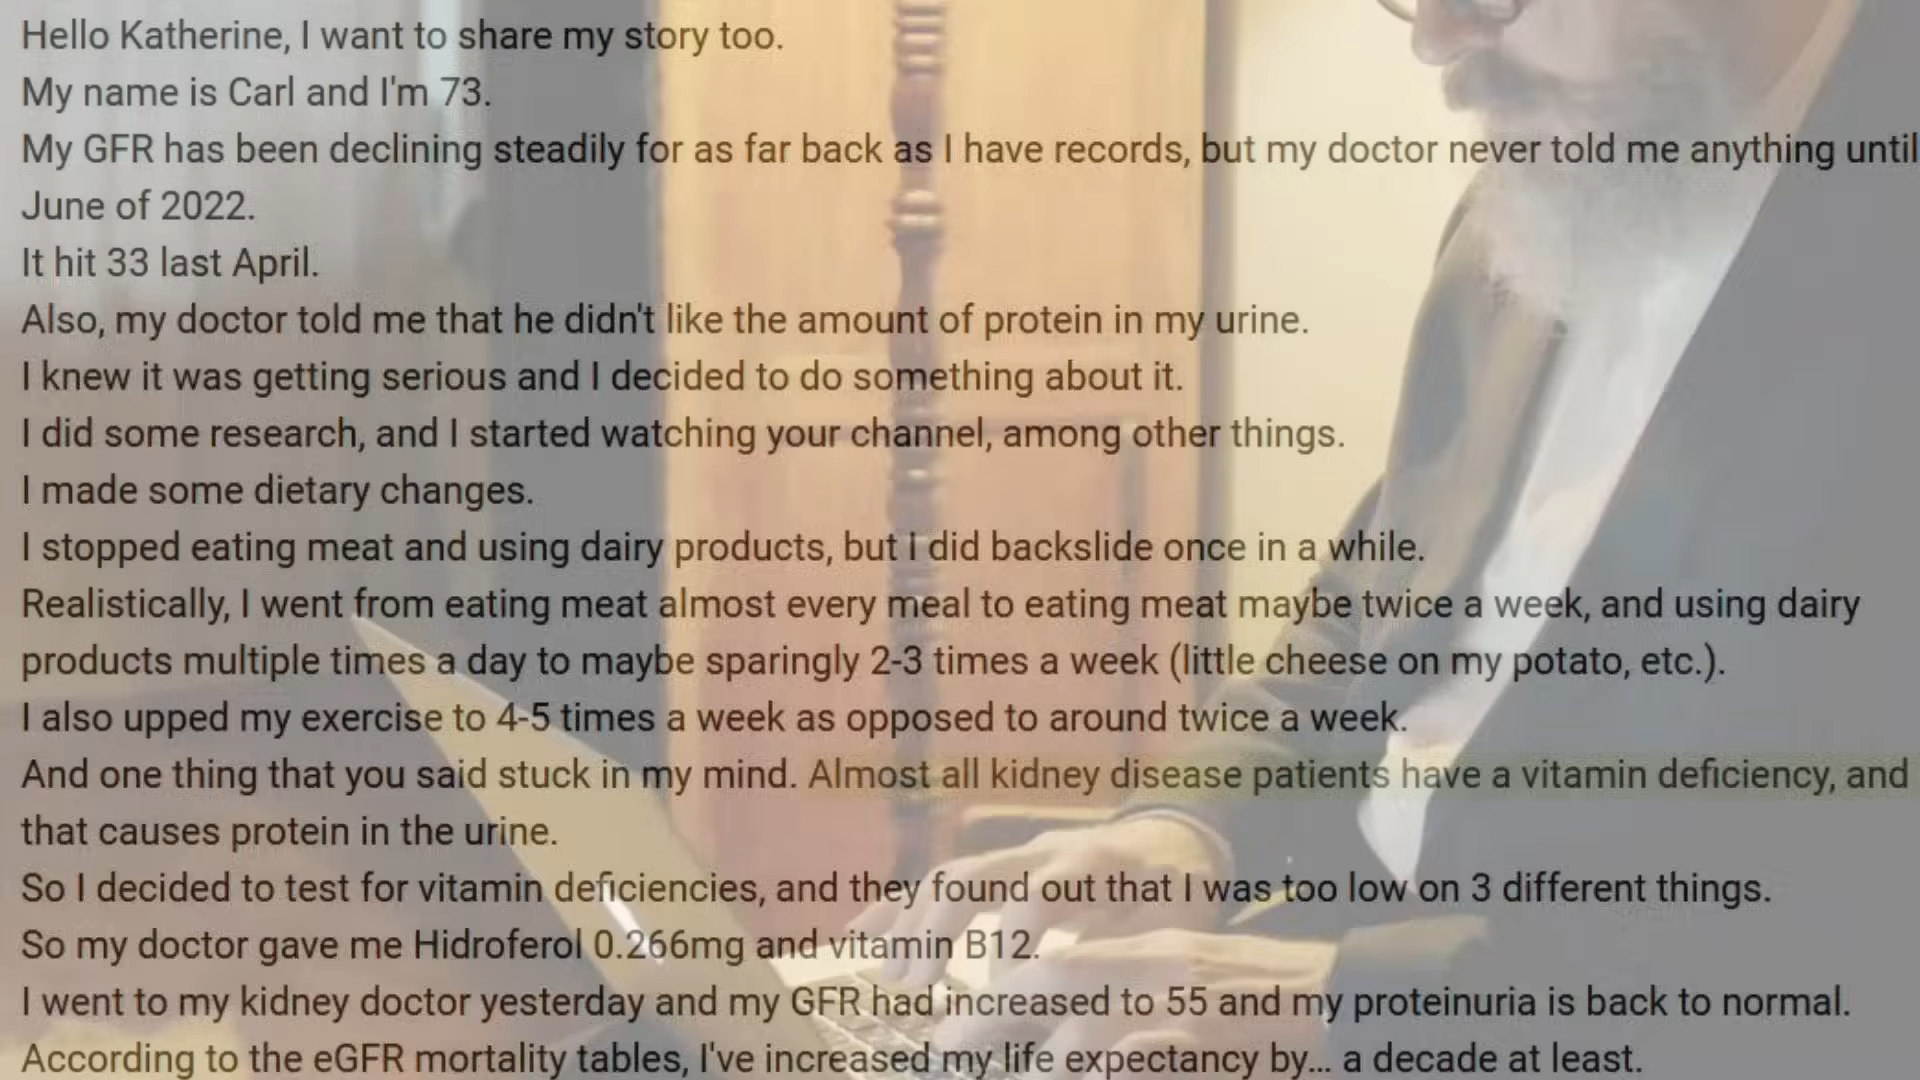 Hello Katherine, I want to share my story too.
My name is Carl and I'm 73.
My GFR has been declining steadily for as far back as I have records, but my doctor never told me anything until
June of 2022.
It hit 33 last April.
Also, my doctor told me that he didn't like the amount of protein in my urine.
I knew it was getting serious and I decided to do something about it.
I did some research, and I started watching your channel, among other things.
I made some dietary changes.
I stopped eating meat and using dairy products, but I did backslide once in a while.
Realistically, I went from eating meat almost every meal to eating meat maybe twice a week, and using dairy
products multiple times a day to maybe sparingly 2-3 times a week (little cheese on my potato, etc.).
I also upped my exercise to 4-5 times a week as opposed to around twice a week.
And one thing that you said stuck in my mind. Almost all kidney disease patients have a vitamin deficiency, and
that causes protein in the urine.
So I decided to test for vitamin deficiencies, and they found out that I was too low on 3 different things.
So my doctor gave me Hidroferol 0.266mg and vitamin B12.
I went to my kidney doctor yesterday and my GFR had increased to 55 and my proteinuria is back to normal.
According to the eGFR mortality tables, I've increased my life expectancy by... a decade at least.